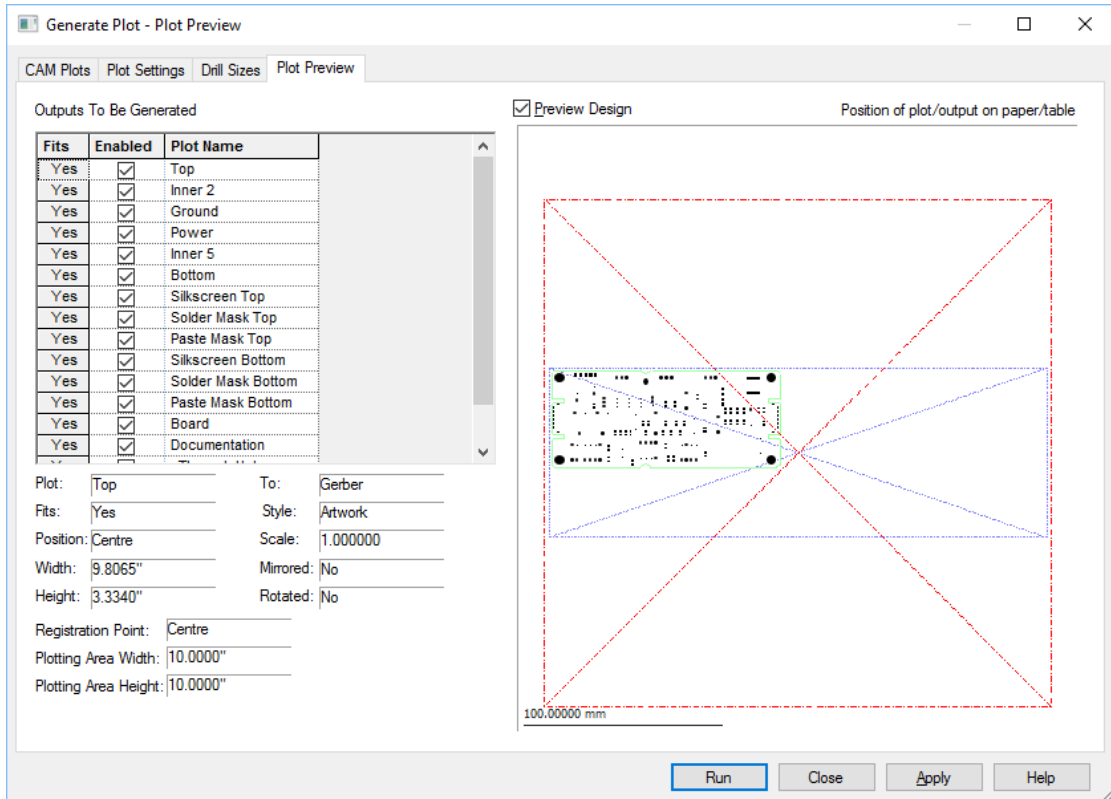 Generate Plot - Plot Preview
CAM Plots Plot Settings Drill Sizes Plot Preview
Outputs To Be Generated
Preview Design
Position of plot/output on paper/table
Fits Enabled Plot Name
Yes Top
Yes Inner 2
Yes Ground
Yes Power
Yes Inner 5
Yes Bottom
Yes Silkscreen Top
Yes Solder Mask Top
Yes Paste Mask Top
Yes Silkscreen Bottom
Yes Solder Mask Bottom
Yes Paste Mask Bottom
Yes Board
Yes Documentation
Plot: Top To: Gerber
Fits: Yes Style: Artwork
Position: Centre Scale: 1.000000
Width: 9.8065" Mirrored: No
Height: 3.3340" Rotated: No
Registration Point: Centre
Plotting Area Width: 10.0000"
Plotting Area Height: 10.0000"
100.00000 mm
Run Close Apply Help